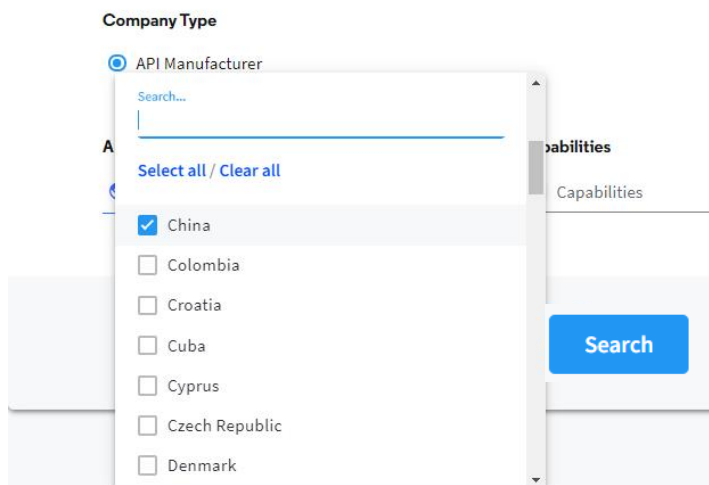 Company Type
API Manufacturer
Search...
A
pabilities
Select all / Clear all
Capabilities
China
Colombia
Croatia
Search
Cuba
Cyprus
Czech Republic
Denmark